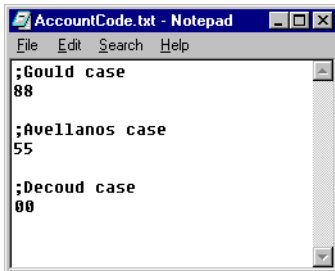 AccountCode.txt - Notepad
File Edit Search Help
;Gould case
88
;Avellanos case
55
;Decoud case
00